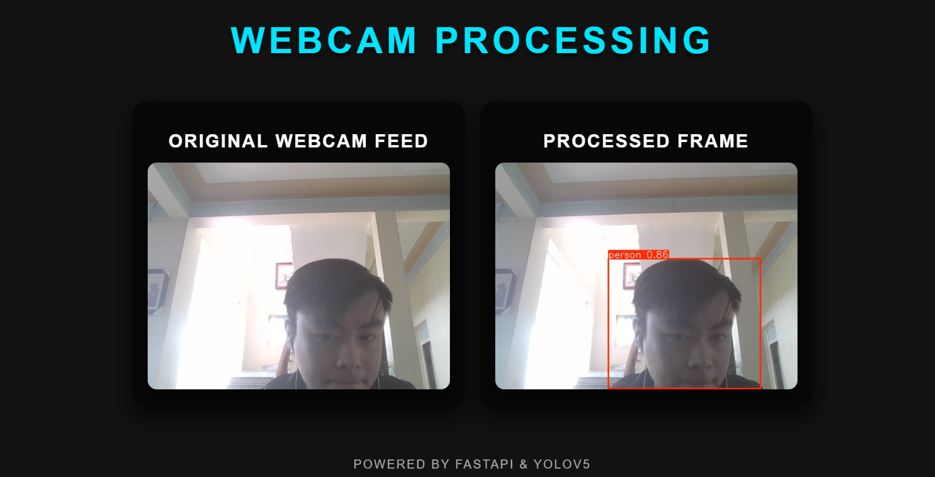 WEBCAM PROCESSING
ORIGINAL WEBCAM FEED
PROCESSED FRAME
person 0.86
POWERED BY FASTAPI & YOLOV5